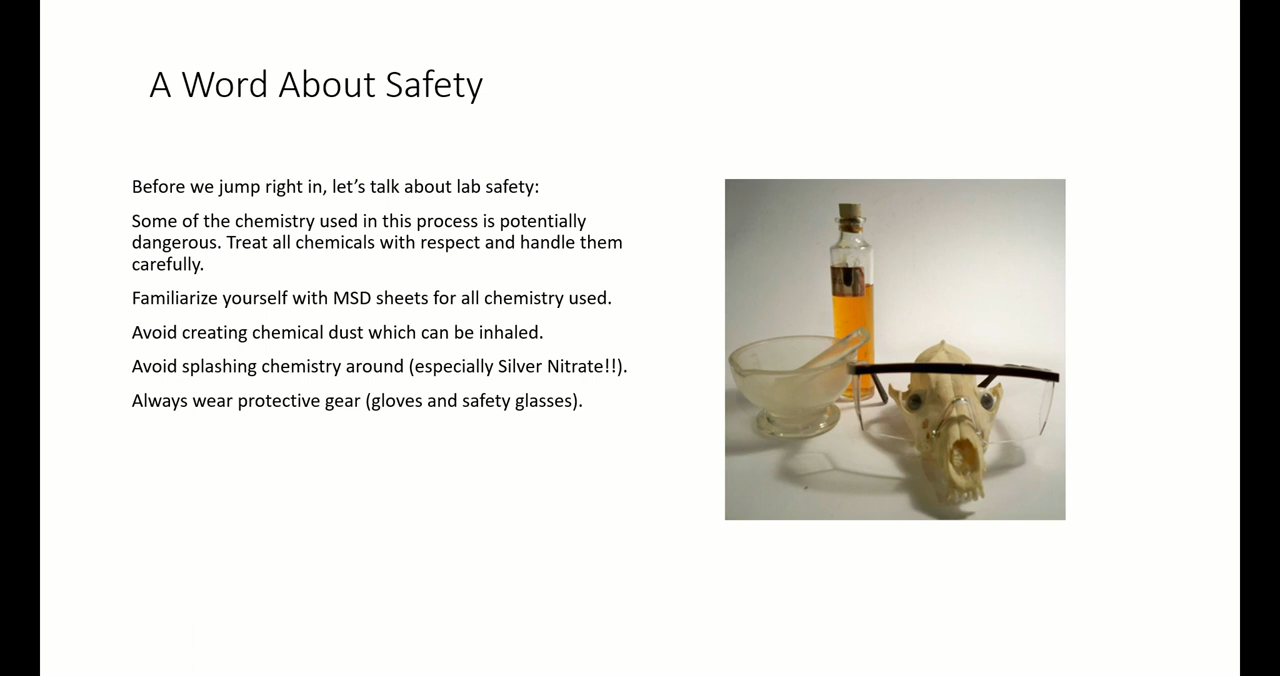 A Word About Safety
Before we jump right in, let’s talk about lab safety:
Some of the chemistry used in this process is potentially
dangerous. Treat all chemicals with respect and handle them
carefully.
Familiarize yourself with MSD sheets for all chemistry used.
Avoid creating chemical dust which can be inhaled.
Avoid splashing chemistry around (especially Silver Nitrate!!).
Always wear protective gear (gloves and safety glasses).